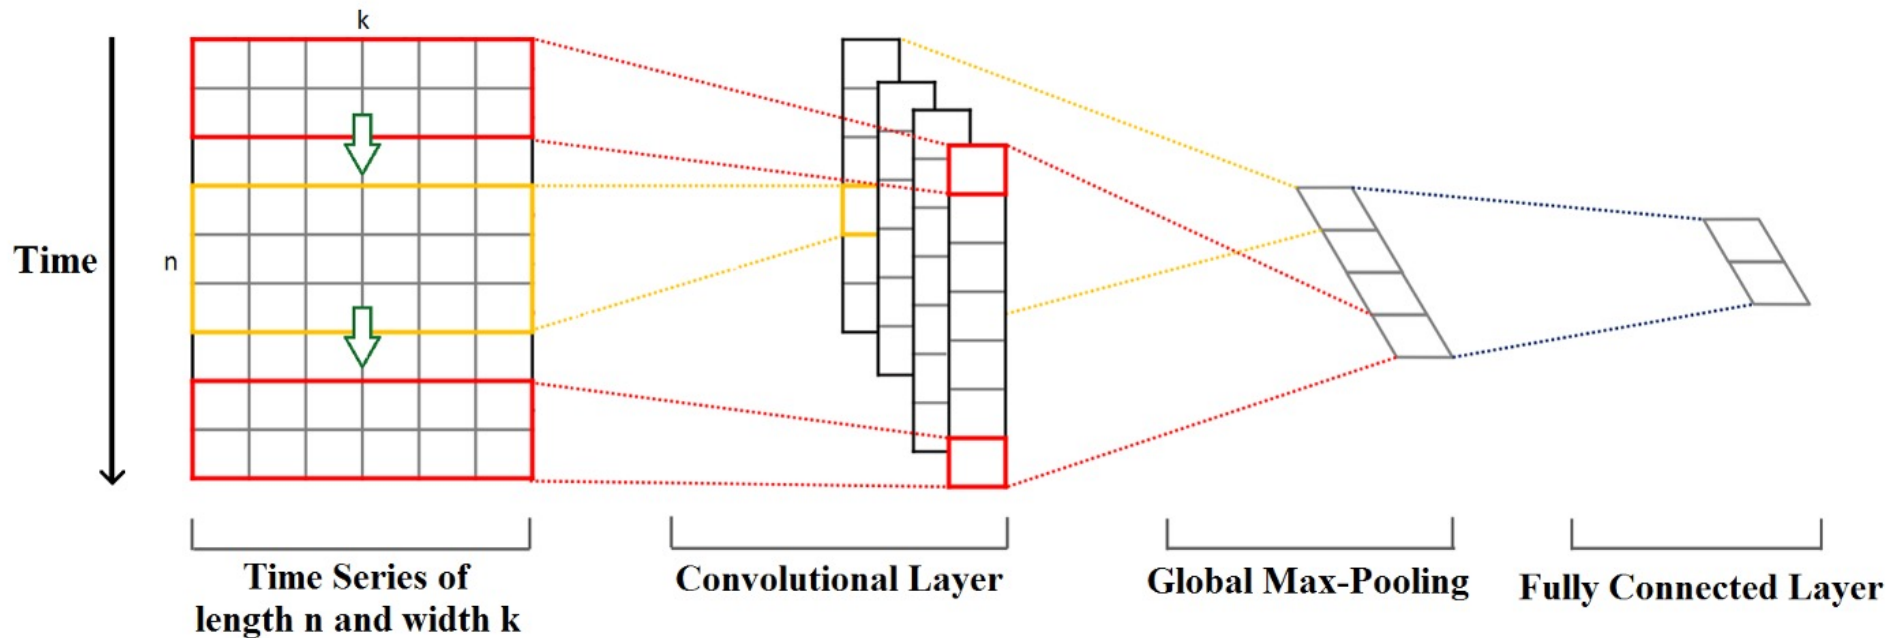 k
Time
n
Time Series of
length n and width k
Convolutional Layer
Global Max-Pooling
Fully Connected Layer